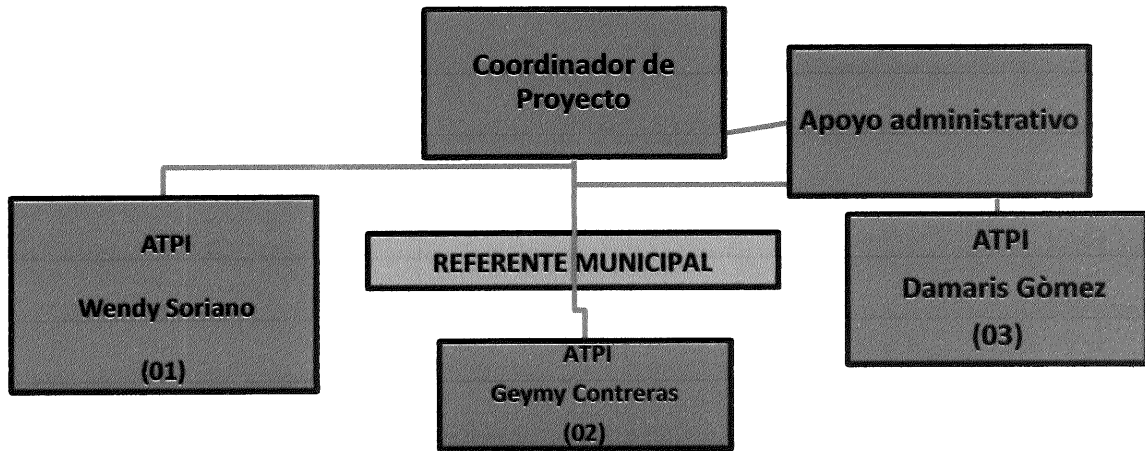 Coordinador de
Proyecto
Apoyo administrativo
ATPI
Wendy Soriano
(01)
REFERENTE MUNICIPAL
ATPI
Geymy Contreras
(02)
ATPI
Damaris Gòmez
(03)